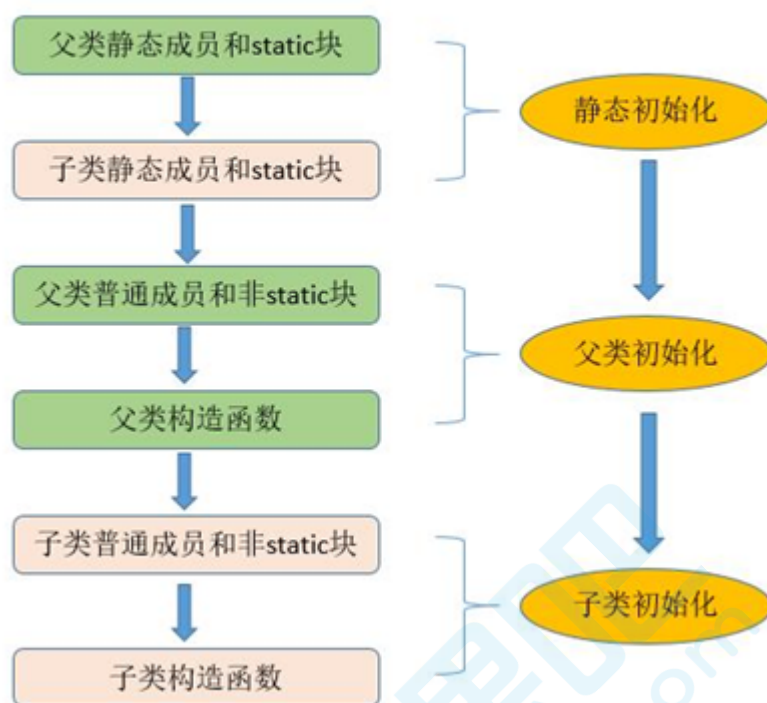 父类静态成员和static块
静态初始化
子类静态成员和static块
父类普通成员和非static块
父类初始化
父类构造函数
子类普通成员和非static块
子类初始化
子类构造函数